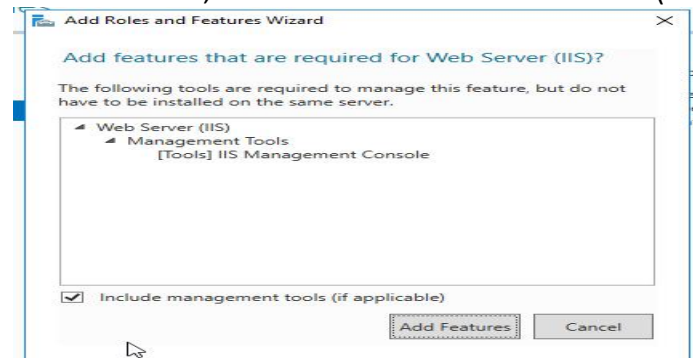 Add Roles and Features Wizard
Add features that are required for Web Server (IIS)?
The following tools are required to manage this feature, but do not
have to be installed on the same server.
Web Server (IIS)
Management Tools
[Tools] IIS Management Console
Include management tools (if applicable)
Add Features
Cancel